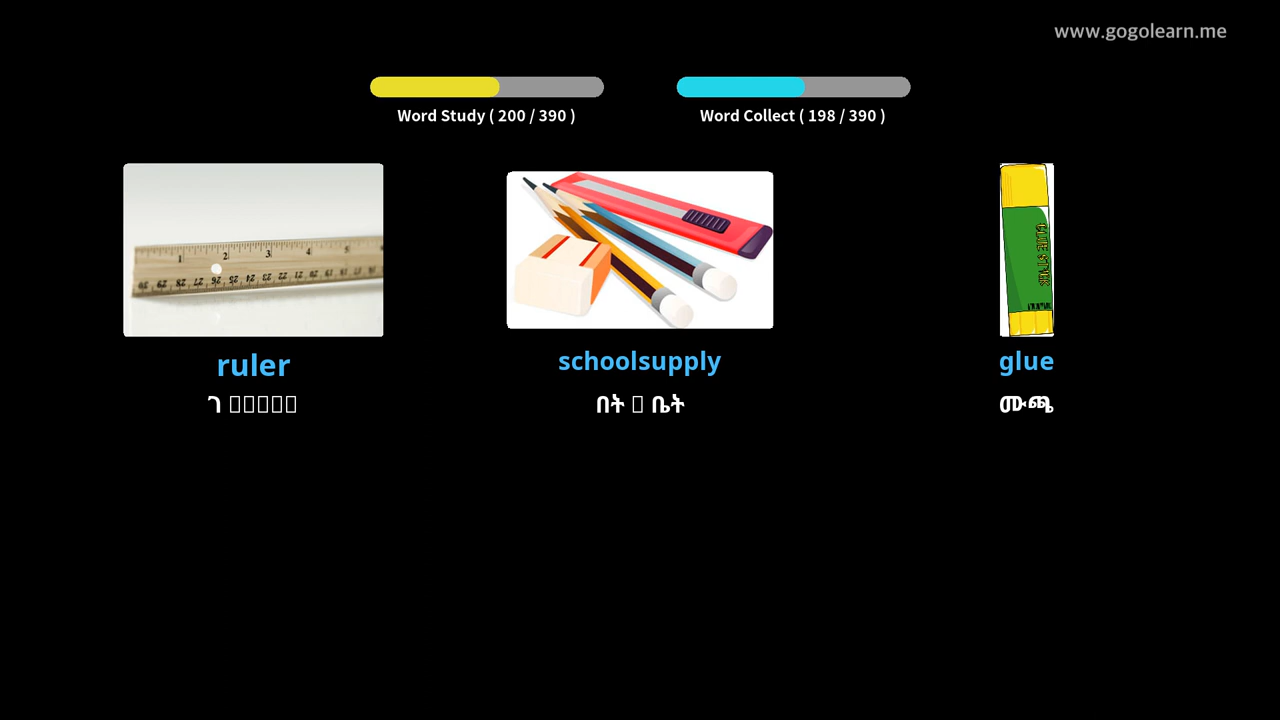 www.gogolearn.me
Word Study ( 200 / 390 )
Word Collect ( 198 / 390 )
ruler
schoolsupply
glue
በት ቤት
ሙጫ